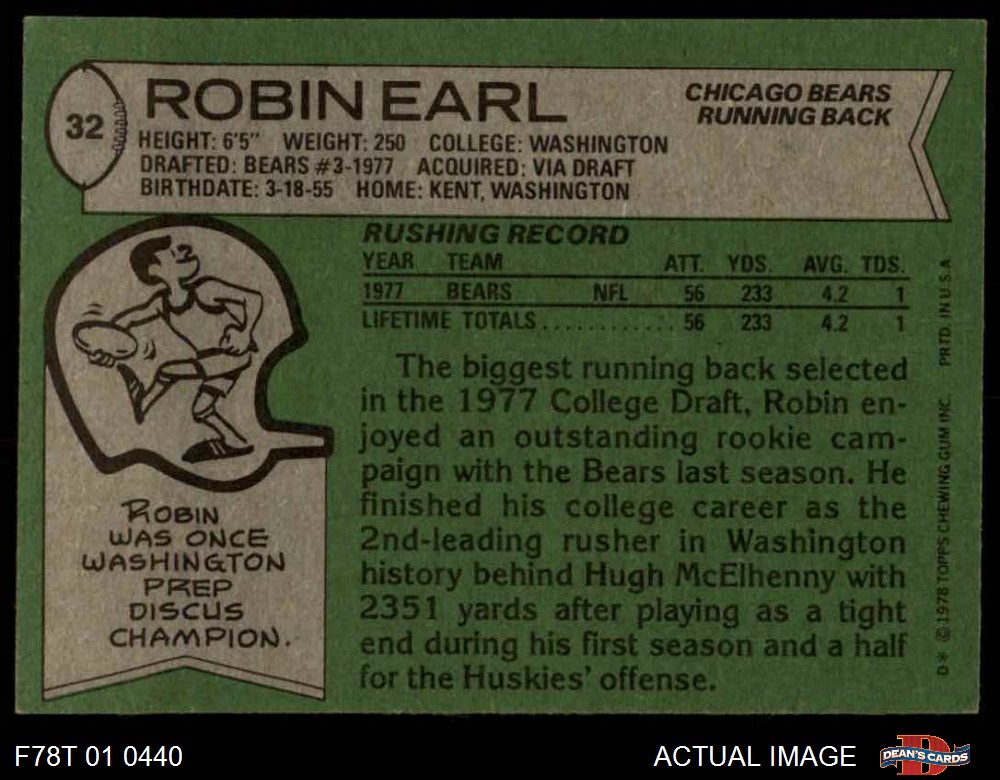 32
ROBIN EARL
CHICAGO BEARS
RUNNING BACK
HEIGHT: 6'5" WEIGHT: 250 COLLEGE: WASHINGTON
DRAFTED: BEARS #3-1977 ACQUIRED: VIA DRAFT
BIRTHDATE: 3-18-55 HOME: KENT, WASHINGTON
RUSHING RECORD
YEAR TEAM ATT. YDS. AVG. TDS.
1977 BEARS NFL 56 233 4.2 1
LIFETIME TOTALS............ 56 233 4.2 1
The biggest running back selected
in the 1977 College Draft, Robin en-
joyed an outstanding rookie cam-
paign with the Bears last season. He
finished his college career as the
2nd-leading rusher in Washington
history behind Hugh McElhenny with
2351 yards after playing as a tight
end during his first season and a half
for the Huskies' offense.
ROBIN
WAS ONCE
WASHINGTON
PREP
DISCUS
CHAMPION.
D* © 1978 TOPPS CHEWING GUM INC. PRTD. IN U.S.A.
F78T 01 0440
ACTUAL IMAGE
D
DEAN'S CARDS